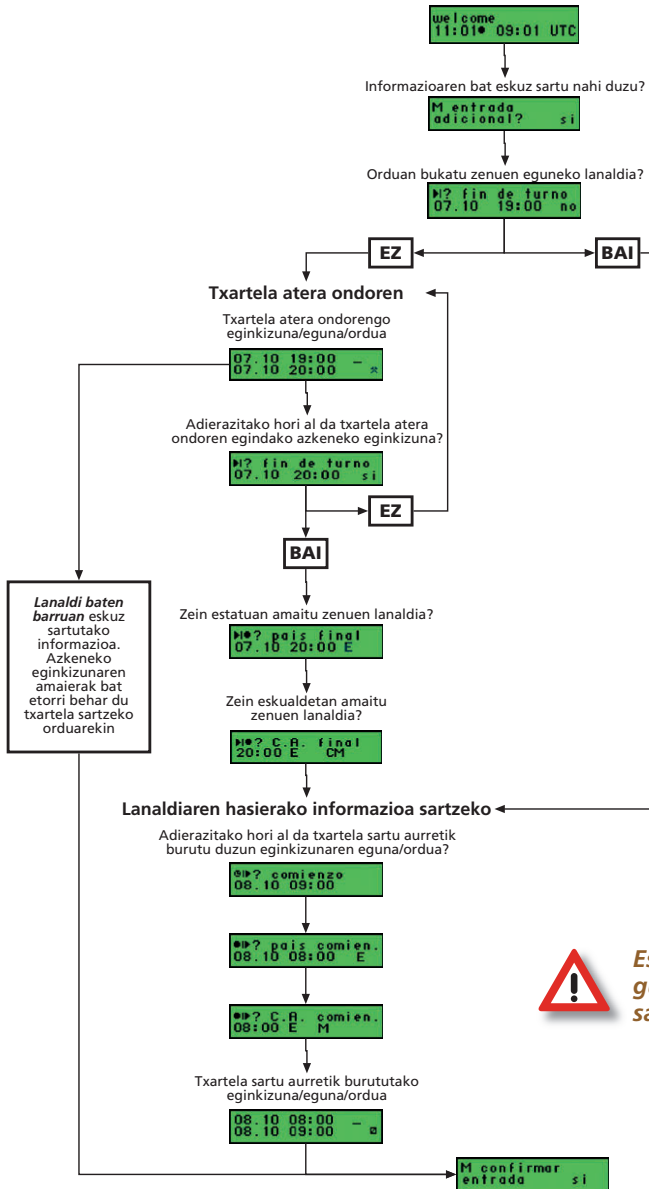 welcome
11:01● 09:01 UTC
Informazioaren bat eskuz sartu nahi duzu?
M entrada
adicional? si
Orduan bukatu zenuen eguneko lanaldia?
? fin de turno
07.10 19:00 no
EZ
BAI
Txartela atera ondoren
Txartela atera ondorengo
eginkizuna/eguna/ordua
07.10 19:00 –
07.10 20:00
Adierazitako hori al da txartela atera
ondoren egindako azkeneko eginkizuna?
? fin de turno
07.10 20:00 si
EZ
BAI
Lanaldi baten
barruan eskuz
sartutako
informazioa.
Azkeneko
eginkizunaren
amaierak bat
etorri behar du
txartela sartzeko
orduarekin
Zein estatuan amaitu zenuen lanaldia?
●? pais final
07.10 20:00 E
Zein eskualdetan amaitu
zenuen lanaldia?
●? C.A. final
20:00 E CM
Lanaldiaren hasierako informazioa sartzeko
Adierazitako hori al da txartela sartu aurretik
burutu duzun eginkizunaren eguna/ordua?
? comienzo
08.10 09:00
●? pais comien.
08.10 08:00 E
●? C.A. comien.
08:00 E M
!
Txartela sartu aurretik burututako
eginkizuna/eguna/ordua
08.10 08:00 –
08.10 09:00
M confirmar
entrada si